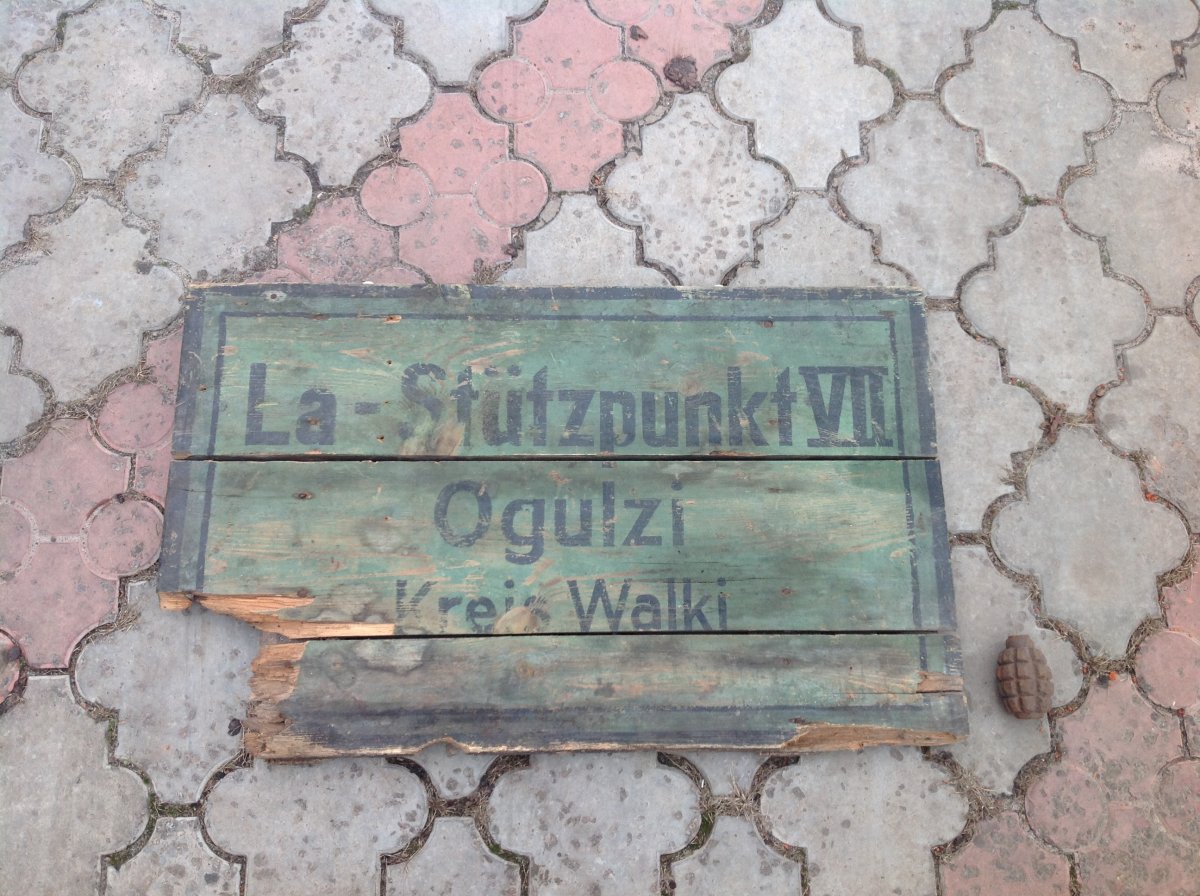 La-Stützpunkt VII
Ogulzi
Kreis Walki